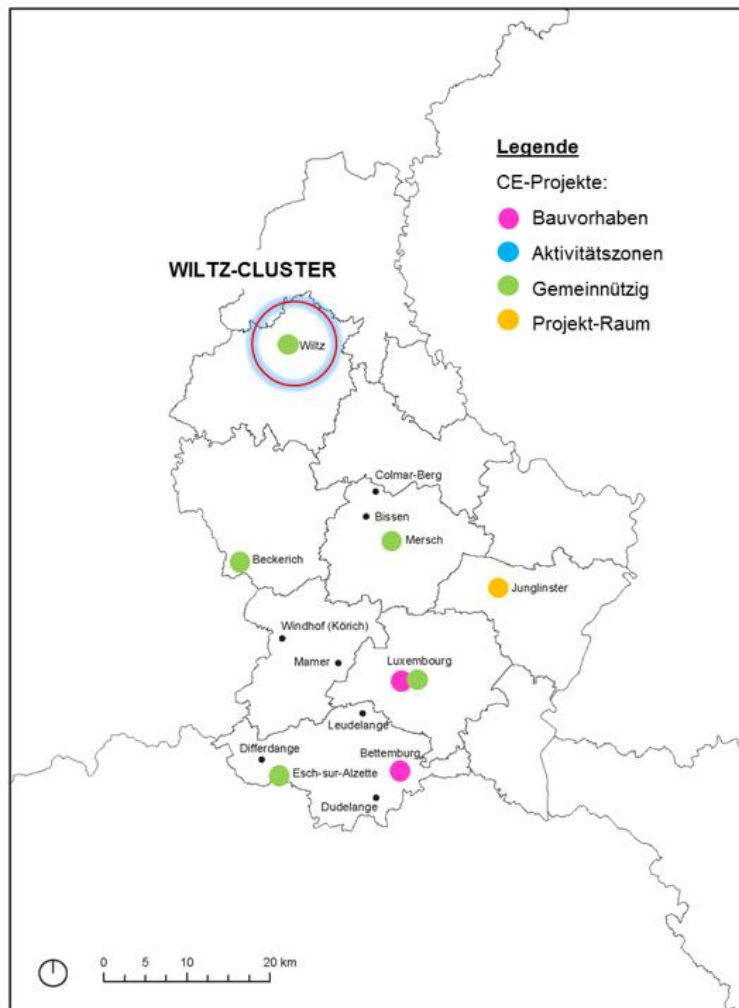 Legende
CE-Projekte:
Bauvorhaben
Aktivitätszonen
Gemeinnützig
Projekt-Raum
WILTZ-CLUSTER
Wiltz
Colmar-Berg
Bissen
Mersch
Beckerich
Junglinster
Windhof (Körich)
Mamer
Luxembourg
Leudelange
Differdange
Bettemburg
Esch-sur-Alzette
Dudelange
0 5 10 20 km